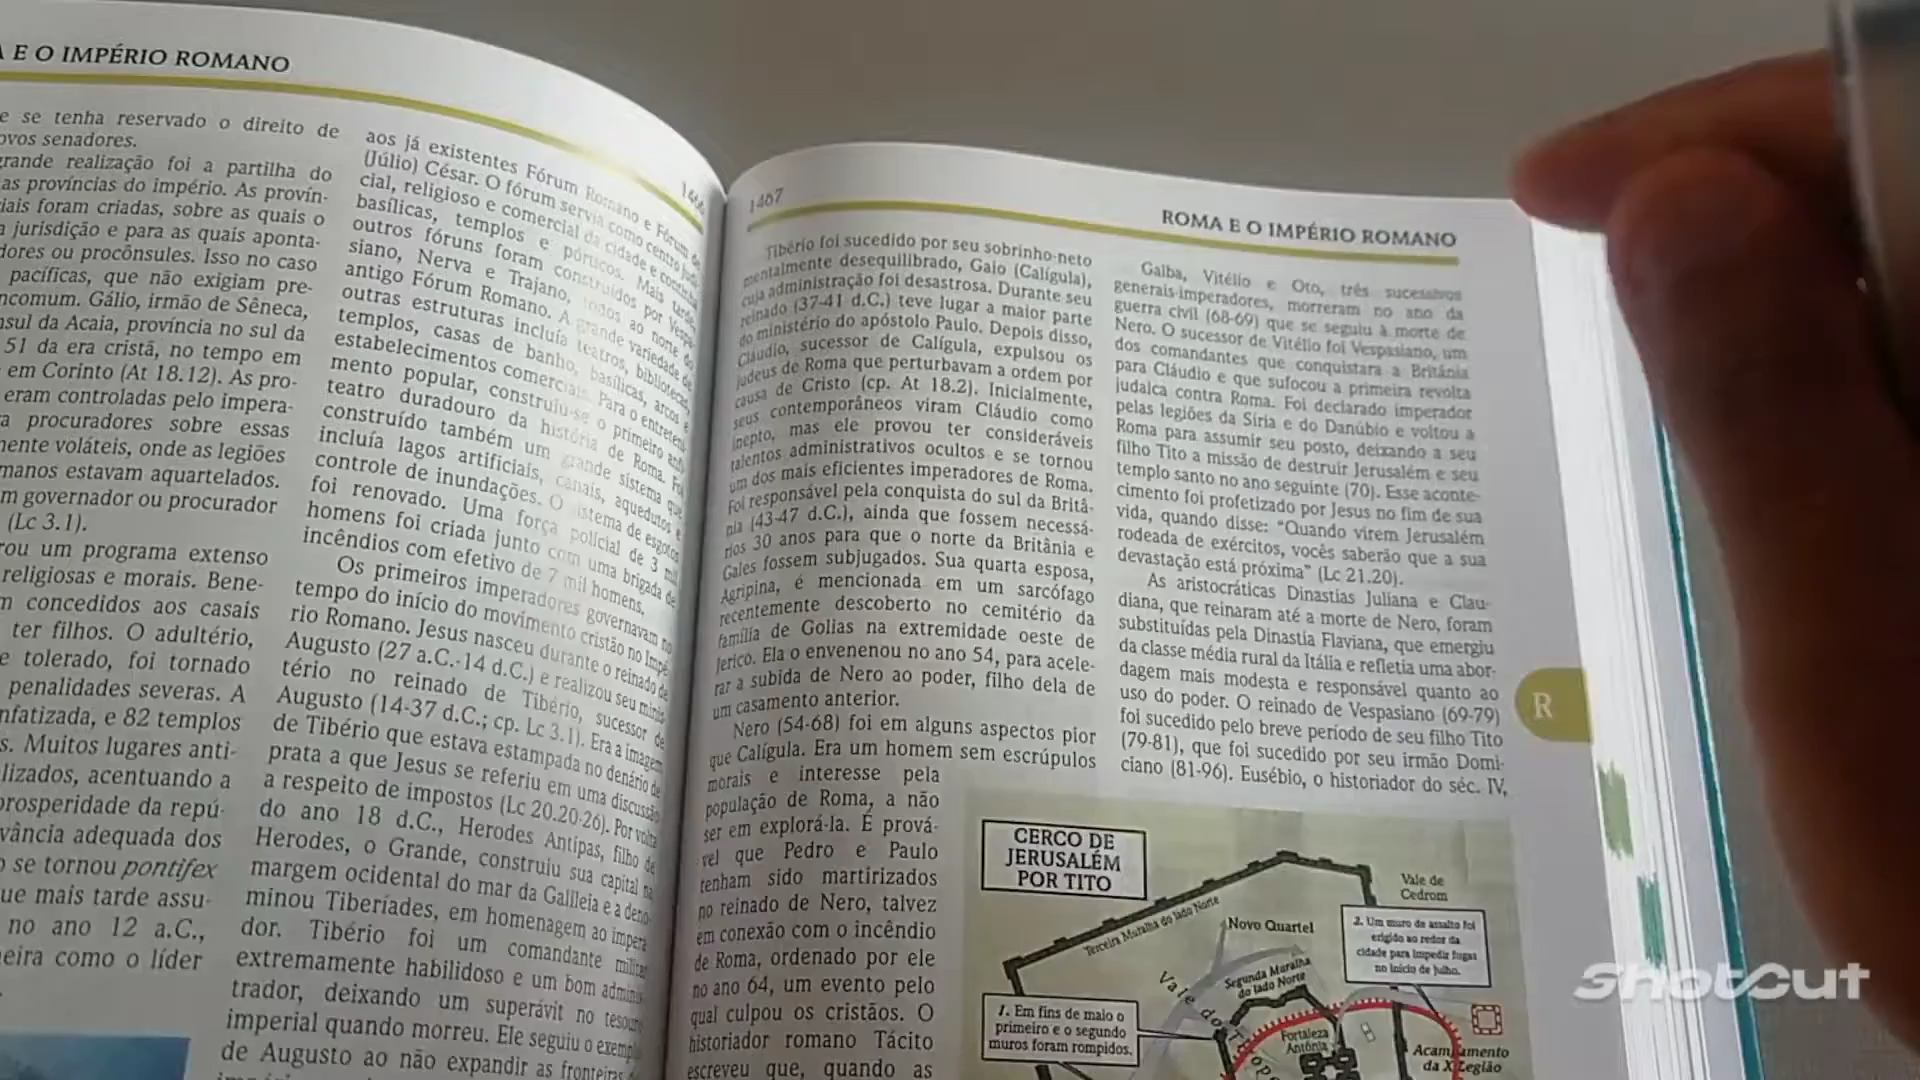 A E O IMPÉRIO ROMANO
e se tenha reservado o direito de
ovos senadores.
grande realização foi a partilha do
as províncias do império. As provín-
iais foram criadas, sobre as quais o
a jurisdição e para as quais aponta-
dores ou procônsules. Isso no caso
pacíficas, que não exigiam pre-
ncomum. Gálio, irmão de Sêneca,
nsul da Acaia, província no sul da
51 da era cristã, no tempo em
em Corinto (At 18.12). As pro-
eram controladas pelo impera-
a procuradores sobre essas
mente voláteis, onde as legiões
manos estavam aquartelados.
m governador ou procurador
(Lc 3.1).
rou um programa extenso
religiosas e morais. Bene-
m concedidos aos casais
ter filhos. O adultério,
e tolerado, foi tornado
penalidades severas. A
nfatizada, e 82 templos
s. Muitos lugares anti-
lizados, acentuando a
prosperidade da repú-
vância adequada dos
o se tornou pontifex
ue mais tarde assu-
no ano 12 a.C.,
neira como o líder
1466
aos já existentes Fórum Romano e Fórum de
(Júlio) César. O fórum servia como centro judi-
cial, religioso e comercial da cidade e continha
basílicas, templos e pórticos. Mais tarde,
outros fóruns foram construídos por Vespa-
siano, Nerva e Trajano, todos ao norte do
antigo Fórum Romano. A grande variedade de
outras estruturas incluía teatros, bibliotecas,
templos, casas de banho, basílicas, arcos e
estabelecimentos comerciais. Para o entreteni-
mento popular, construiu-se o primeiro anfi-
teatro duradouro da história de Roma. Foi
construído também um grande sistema que
incluía lagos artificiais, canais, aquedutos e
controle de inundações. O sistema de esgotos
foi renovado. Uma força policial de 3 mil
homens foi criada junto com uma brigada de
incêndios com efetivo de 7 mil homens.
Os primeiros imperadores governavam no
tempo do início do movimento cristão no Impé-
rio Romano. Jesus nasceu durante o reinado de
Augusto (27 a.C.-14 d.C.) e realizou seu minis-
tério no reinado de Tibério, sucessor de
Augusto (14-37 d.C.; cp. Lc 3.1). Era a imagem
de Tibério que estava estampada no denário de
prata a que Jesus se referiu em uma discussão
a respeito de impostos (Lc 20.20-26). Por volta
do ano 18 d.C., Herodes Antipas, filho de
Herodes, o Grande, construiu sua capital na
margem ocidental do mar da Galileia e a deno-
minou Tiberíades, em homenagem ao impera
dor. Tibério foi um comandante militar
extremamente habilidoso e um bom adminis
trador, deixando um superávit no tesouro
imperial quando morreu. Ele seguiu o exemplo
de Augusto ao não expandir as fronteiras
1467
ROMA E O IMPÉRIO ROMANO
Tibério foi sucedido por seu sobrinho-neto
mentalmente desequilibrado, Gaio (Calígula),
cuja administração foi desastrosa. Durante seu
reinado (37-41 d.C.) teve lugar a maior parte
do ministério do apóstolo Paulo. Depois disso,
Cláudio, sucessor de Calígula, expulsou os
judeus de Roma que perturbavam a ordem por
causa de Cristo (cp. At 18.2). Inicialmente,
seus contemporâneos viram Cláudio como
inepto, mas ele provou ter consideráveis
talentos administrativos ocultos e se tornou
um dos mais eficientes imperadores de Roma.
Foi responsável pela conquista do sul da Britâ-
nia (43-47 d.C.), ainda que fossem necessá-
rios 30 anos para que o norte da Britânia e
Gales fossem subjugados. Sua quarta esposa,
Agripina, é mencionada em um sarcófago
recentemente descoberto no cemitério da
família de Golias na extremidade oeste de
Jericó. Ela o envenenou no ano 54, para acele-
rar a subida de Nero ao poder, filho dela de
um casamento anterior.
Nero (54-68) foi em alguns aspectos pior
que Calígula. Era um homem sem escrúpulos
morais e interesse pela
população de Roma, a não
ser em explorá-la. É prová-
vel que Pedro e Paulo
tenham sido martirizados
no reinado de Nero, talvez
em conexão com o incêndio
de Roma, ordenado por ele
no ano 64, um evento pelo
qual culpou os cristãos. O
historiador romano Tácito
escreveu que, quando as
Galba, Vitélio e Oto, três sucessivos
generais-imperadores, morreram no ano da
guerra civil (68-69) que se seguiu à morte de
Nero. O sucessor de Vitélio foi Vespasiano, um
dos comandantes que conquistara a Britânia
para Cláudio e que sufocou a primeira revolta
judaica contra Roma. Foi declarado imperador
pelas legiões da Síria e do Danúbio e voltou a
Roma para assumir seu posto, deixando a seu
filho Tito a missão de destruir Jerusalém e seu
templo santo no ano seguinte (70). Esse aconte-
cimento foi profetizado por Jesus no fim de sua
vida, quando disse: “Quando virem Jerusalém
rodeada de exércitos, vocês saberão que a sua
devastação está próxima” (Lc 21.20).
As aristocráticas Dinastias Juliana e Clau-
diana, que reinaram até a morte de Nero, foram
substituídas pela Dinastia Flaviana, que emergiu
da classe média rural da Itália e refletia uma abor-
dagem mais modesta e responsável quanto ao
uso do poder. O reinado de Vespasiano (69-79)
foi sucedido pelo breve período de seu filho Tito
(79-81), que foi sucedido por seu irmão Domi-
ciano (81-96). Eusébio, o historiador do séc. IV,
R
CERCO DE
JERUSALÉM
POR TITO
Vale de
Cedrom
Terceira Muralha do lado Norte
Novo Quartel
2. Um muro de assalto foi
erigido ao redor da
cidade para impedir fugas
no início de julho.
Segunda Muralha
do lado Norte
Vale do Tirope
1. Em fins de maio o
primeiro e o segundo
muros foram rompidos.
Fortaleza
Antônia
Acampamento
da X Legião
ShotCut